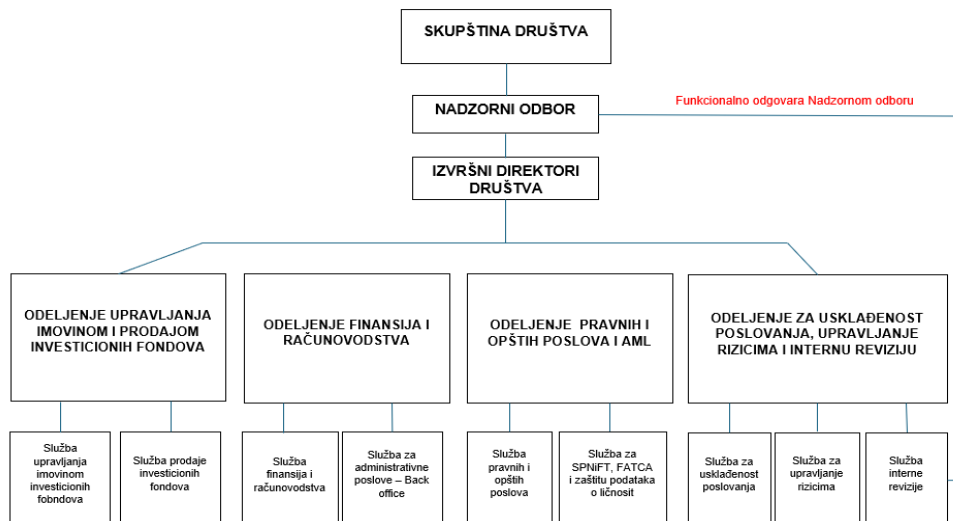 SKUPŠTINA DRUŠTVA
NADZORNI ODBOR
Funkcionalno odgovara Nadzornom odboru
IZVRŠNI DIREKTORI
DRUŠTVA
ODELJENJE UPRAVLJANJA
IMOVINOM I PRODAJOM
INVESTICIONIH FONDOVA
ODELJENJE FINANSIJA I
RAČUNOVODSTVA
ODELJENJE PRAVNIH I
OPŠTIH POSLOVA I AML
ODELJENJE ZA USKLAĐENOST
POSLOVANJA, UPRAVLJANJE
RIZICIMA I INTERNU REVIZIJU
Služba
upravljanja
imovinom
investicionih
fobndova
Služba prodaje
investicionih
fondova
Služba
finansija i
računovodstva
Služba za
administrativne
poslove – Back
office
Služba
pravnih i
opštih
poslova
Služba za
SPNiFT, FATCA
i zaštitu podataka
o ličnosit
Služba za
usklađenost
poslovanja
Služba za
upravljanje
rizicima
Služba
interne
revizije